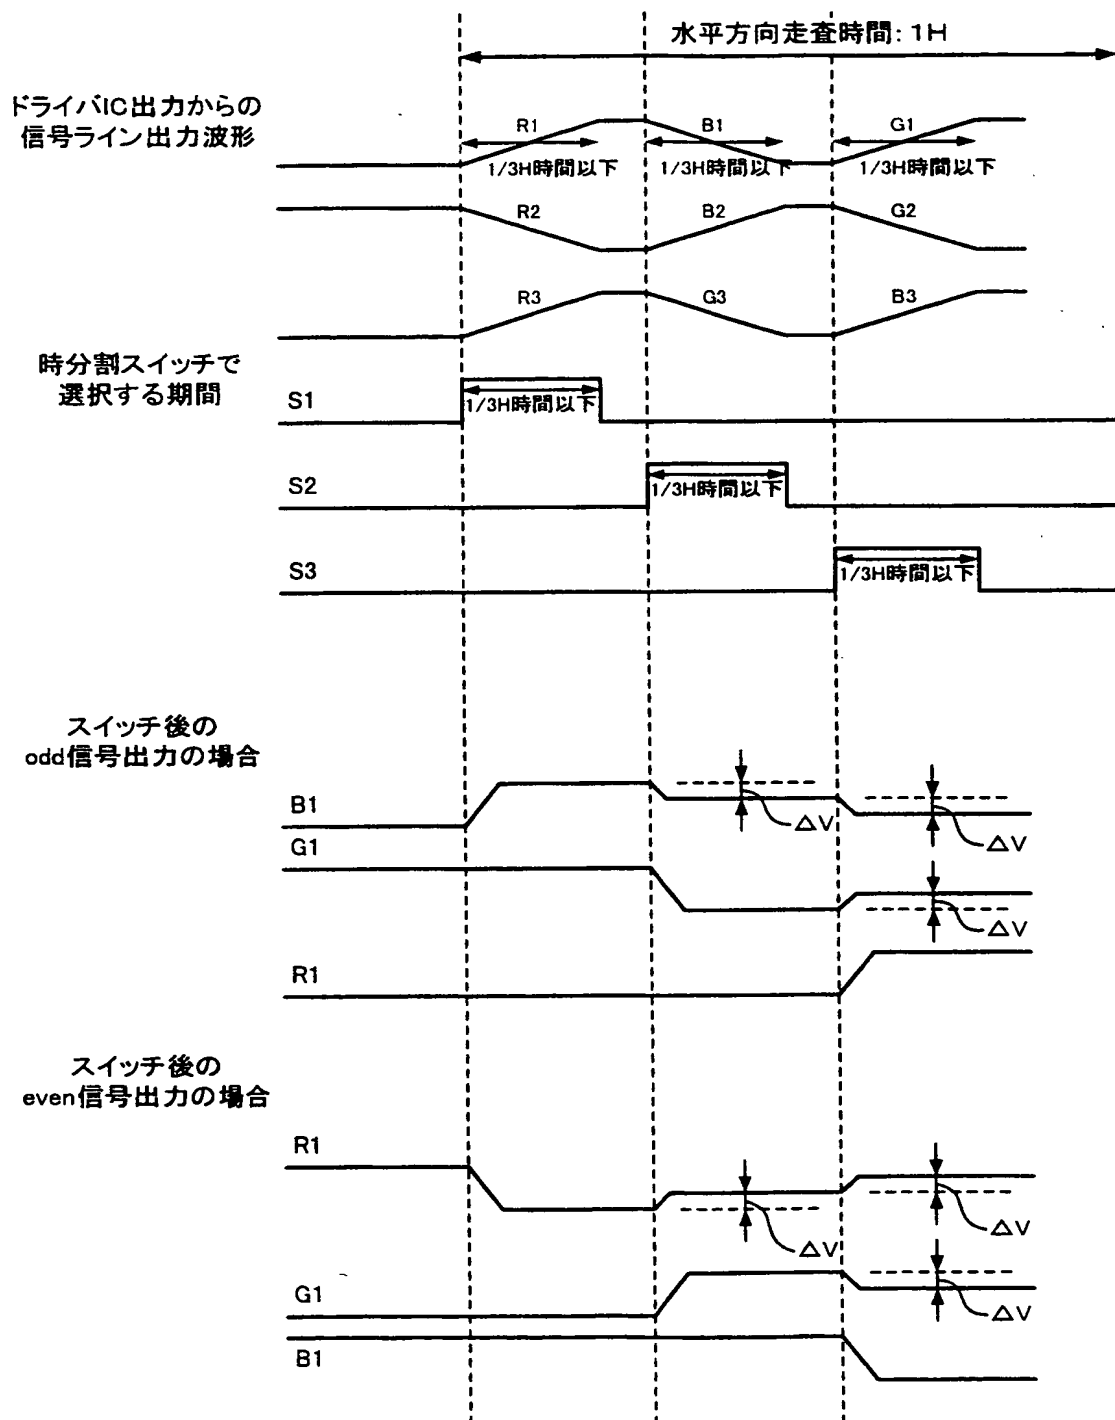 水平方向走査時間: 1H
ドライバIC出力からの
信号ライン出力波形
R1
B1
G1
1/3H時間以下
1/3H時間以下
1/3H時間以下
R2
B2
G2
R3
G3
B3
時分割スイッチで
選択する期間
S1
1/3H時間以下
S2
1/3H時間以下
S3
1/3H時間以下
スイッチ後の
odd信号出力の場合
B1
△V
△V
G1
△V
R1
スイッチ後の
even信号出力の場合
R1
△V
△V
G1
△V
B1